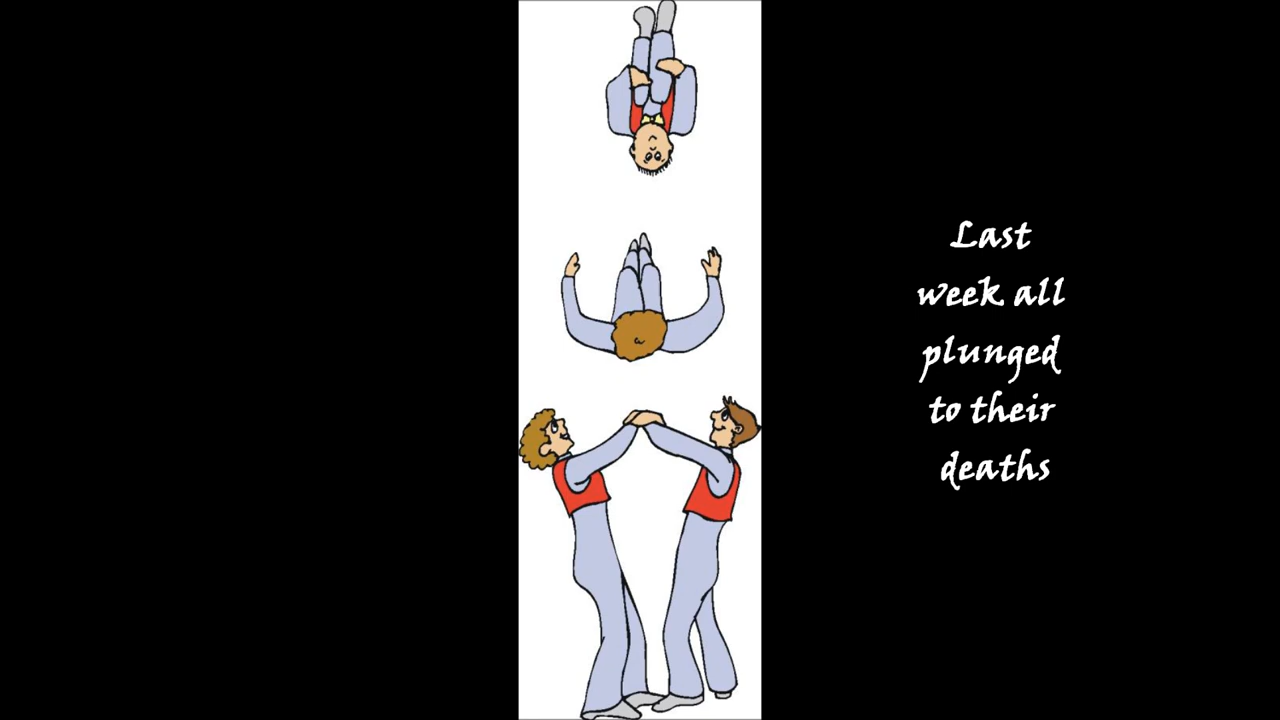 Last
week all
plunged
to their
deaths